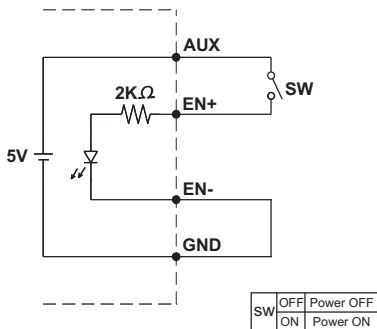 AUX
2KΩ
SW
EN+
5V
EN-
GND
SW OFF Power OFF
ON Power ON